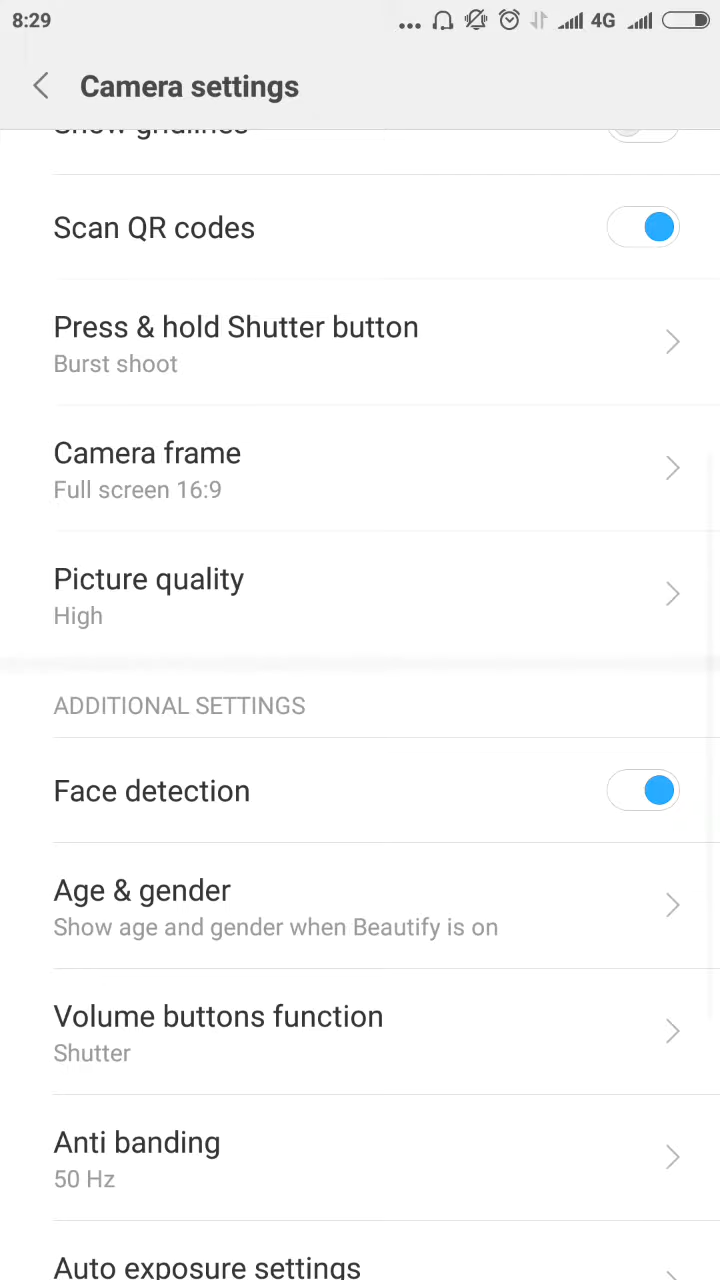 8:29
4G
Camera settings
Show gridlines
Scan QR codes
Press & hold Shutter button
Burst shoot
Camera frame
Full screen 16:9
Picture quality
High
ADDITIONAL SETTINGS
Face detection
Age & gender
Show age and gender when Beautify is on
Volume buttons function
Shutter
Anti banding
50 Hz
Auto exposure settings